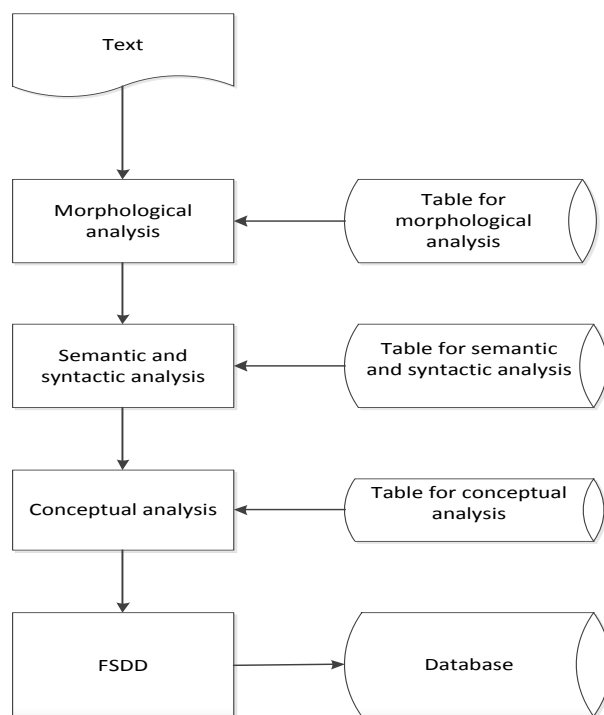 Text
Morphological
analysis
Table for
morphological
analysis
Semantic and
syntactic analysis
Table for semantic
and syntactic analysis
Conceptual analysis
Table for conceptual
analysis
FSDD
Database